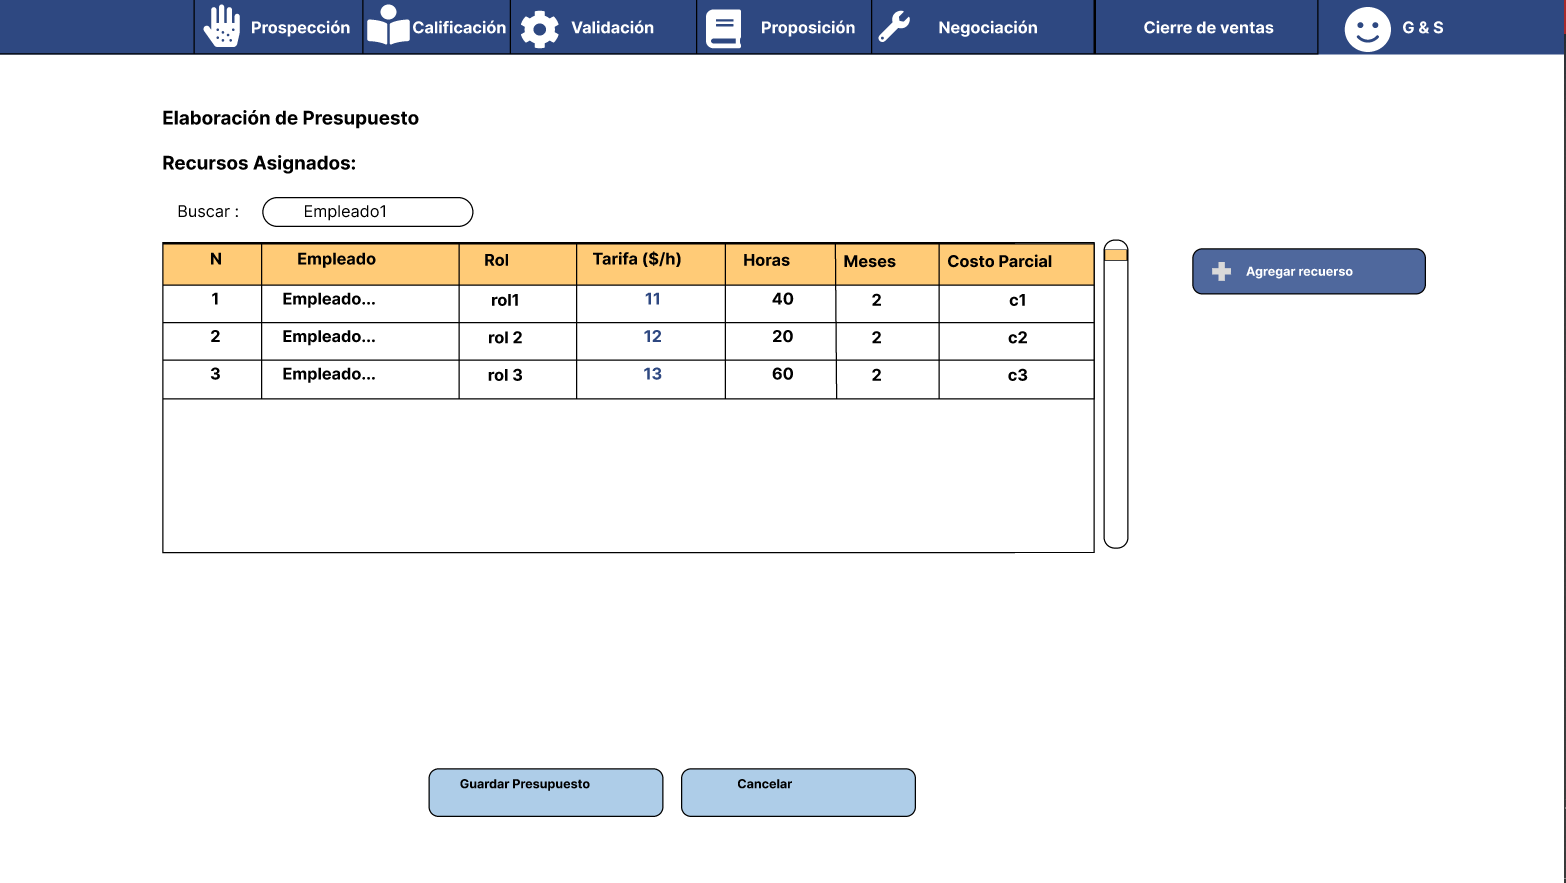 Prospección Calificación Validación Proposición Negociación Cierre de ventas G & S
Elaboración de Presupuesto
Recursos Asignados:
Buscar : Empleado1
N Empleado Rol Tarifa ($/h) Horas Meses Costo Parcial
1 Empleado... rol1 11 40 2 c1
2 Empleado... rol 2 12 20 2 c2
3 Empleado... rol 3 13 60 2 c3
Agregar recuerso
Guardar Presupuesto Cancelar